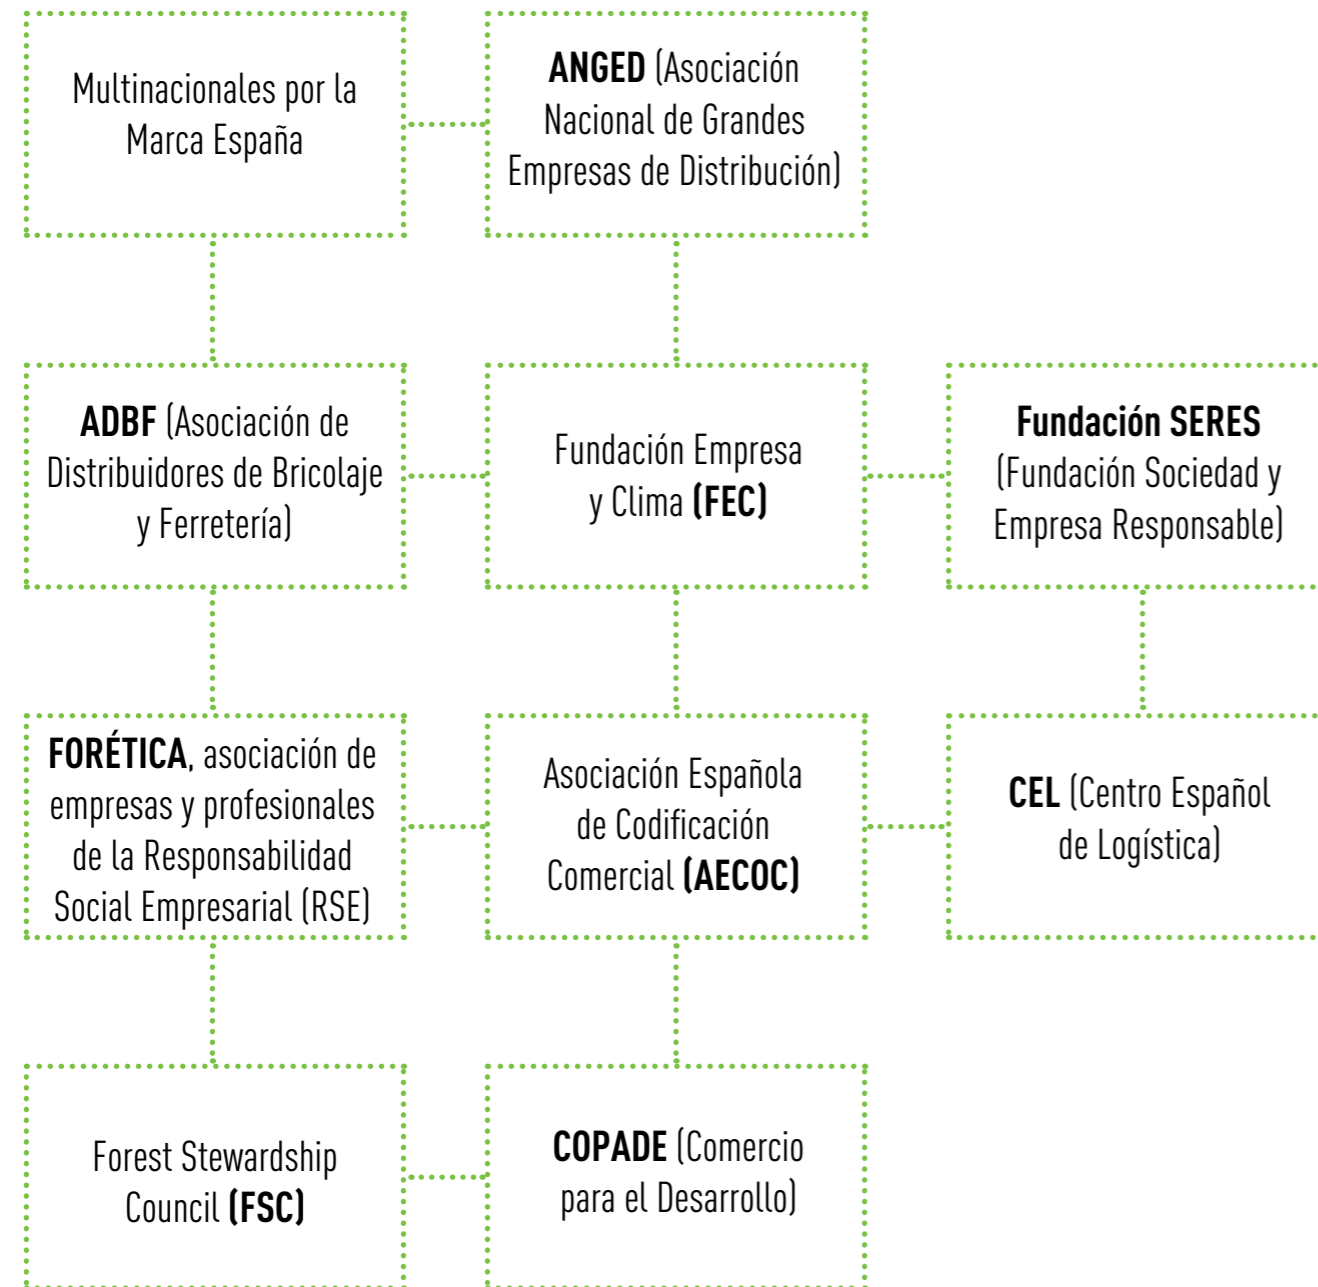 Multinacionales por la
Marca España
ANGED (Asociación
Nacional de Grandes
Empresas de Distribución)
ADBF (Asociación de
Distribuidores de Bricolaje
y Ferretería)
Fundación Empresa
y Clima (FEC)
Fundación SERES
(Fundación Sociedad y
Empresa Responsable)
FORÉTICA, asociación de
empresas y profesionales
de la Responsabilidad
Social Empresarial (RSE)
Asociación Española
de Codificación
Comercial (AECOC)
CEL (Centro Español
de Logística)
Forest Stewardship
Council (FSC)
COPADE (Comercio
para el Desarrollo)